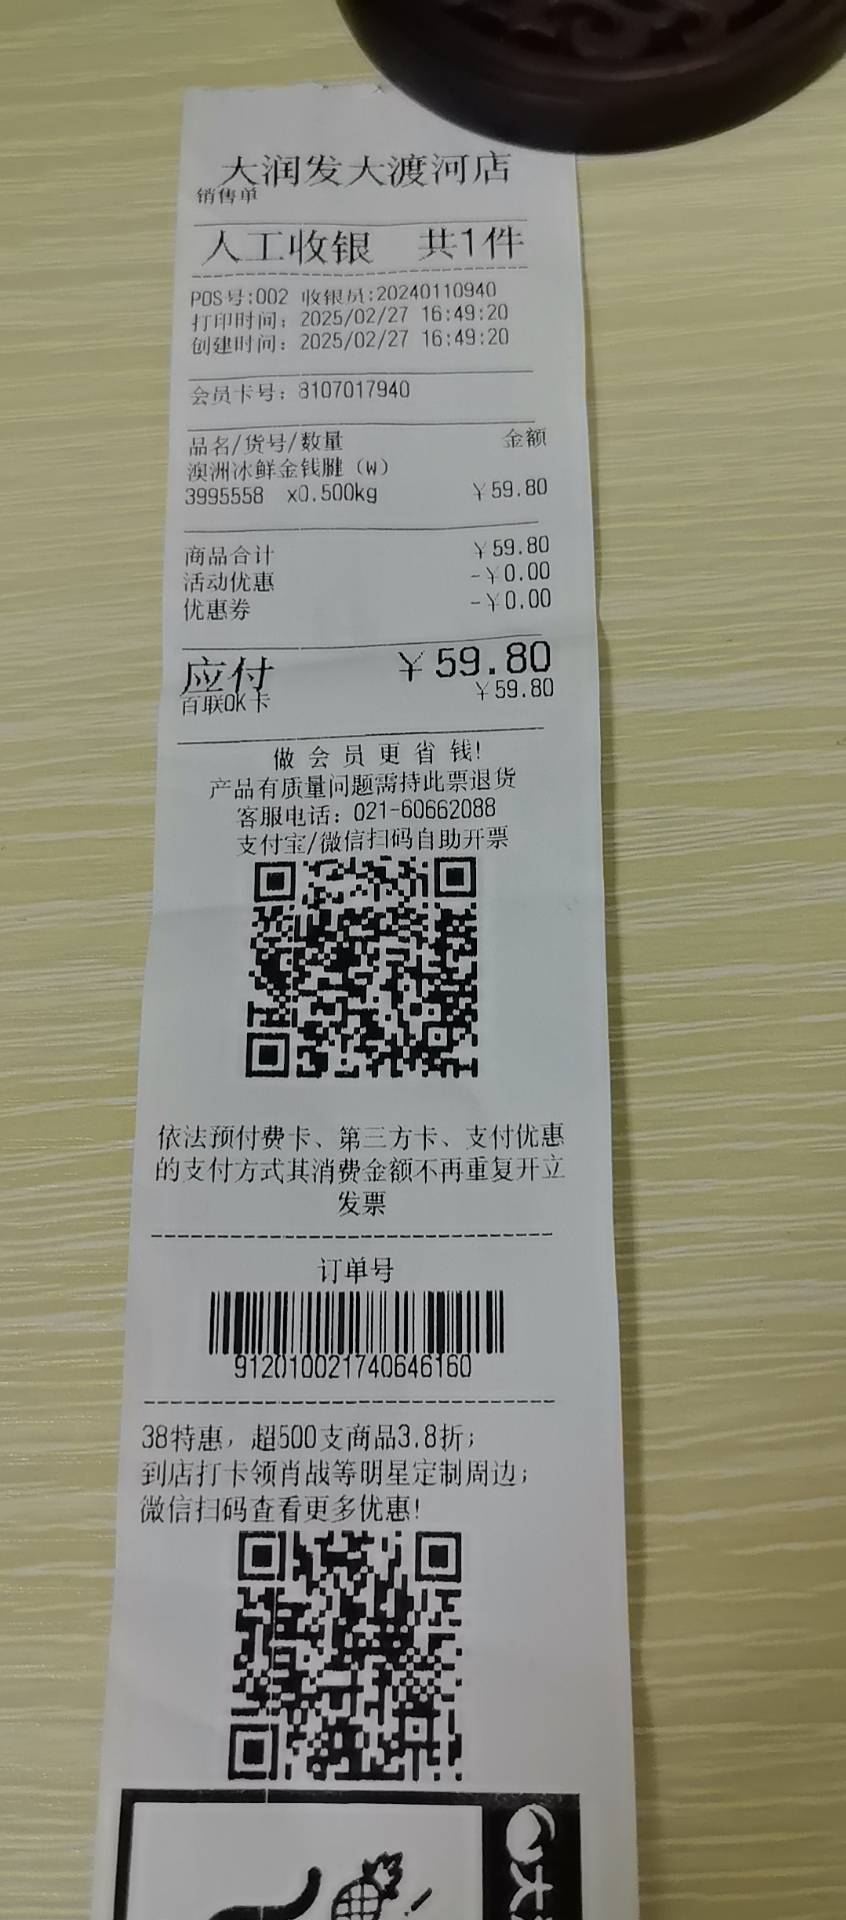 大润发大渡河店
销售单
人工收银 共1件
POS号:002 收银员:20240110940
打印时间: 2025/02/27 16:49:20
创建时间: 2025/02/27 16:49:20
会员卡号: 8107017940
品名/货号/数量 金额
澳洲冰鲜金钱腱(W)
3995558 x0.500kg ￥59.80
商品合计 ￥59.80
活动优惠 -￥0.00
优惠券 -￥0.00
应付 ￥59.80
百联OK卡 ￥59.80
做会员更省钱!
产品有质量问题需持此票退货
客服电话: 021-60662088
支付宝/微信扫码自助开票
依法预付费卡、第三方卡、支付优惠
的支付方式其消费金额不再重复开立
发票
订单号
912010021740646160
38特惠，超500支商品3.8折;
到店打卡领肖战等明星定制周边;
微信扫码查看更多优惠!
大